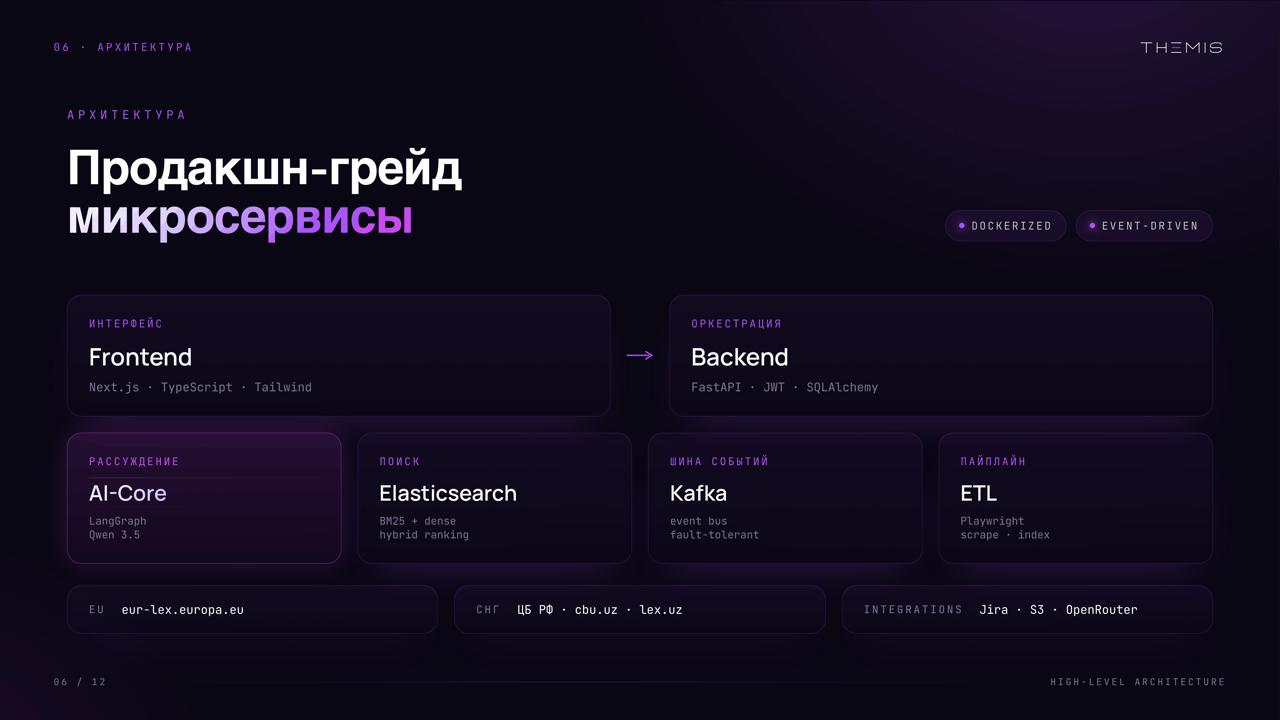 06 · АРХИТЕКТУРА
THEMIS
АРХИТЕКТУРА
Продакшн-грейд
микросервисы
DOCKERIZED
EVENT-DRIVEN
ИНТЕРФЕЙС
Frontend
Next.js · TypeScript · Tailwind
→
ОРКЕСТРАЦИЯ
Backend
FastAPI · JWT · SQLAlchemy
РАССУЖДЕНИЕ
AI-Core
LangGraph
Qwen 3.5
ПОИСК
Elasticsearch
BM25 + dense
hybrid ranking
ШИНА СОБЫТИЙ
Kafka
event bus
fault-tolerant
ПАЙПЛАЙН
ETL
Playwright
scrape · index
EU eur-lex.europa.eu
СНГ ЦБ РФ · cbu.uz · lex.uz
INTEGRATIONS Jira · S3 · OpenRouter
06 / 12
HIGH-LEVEL ARCHITECTURE